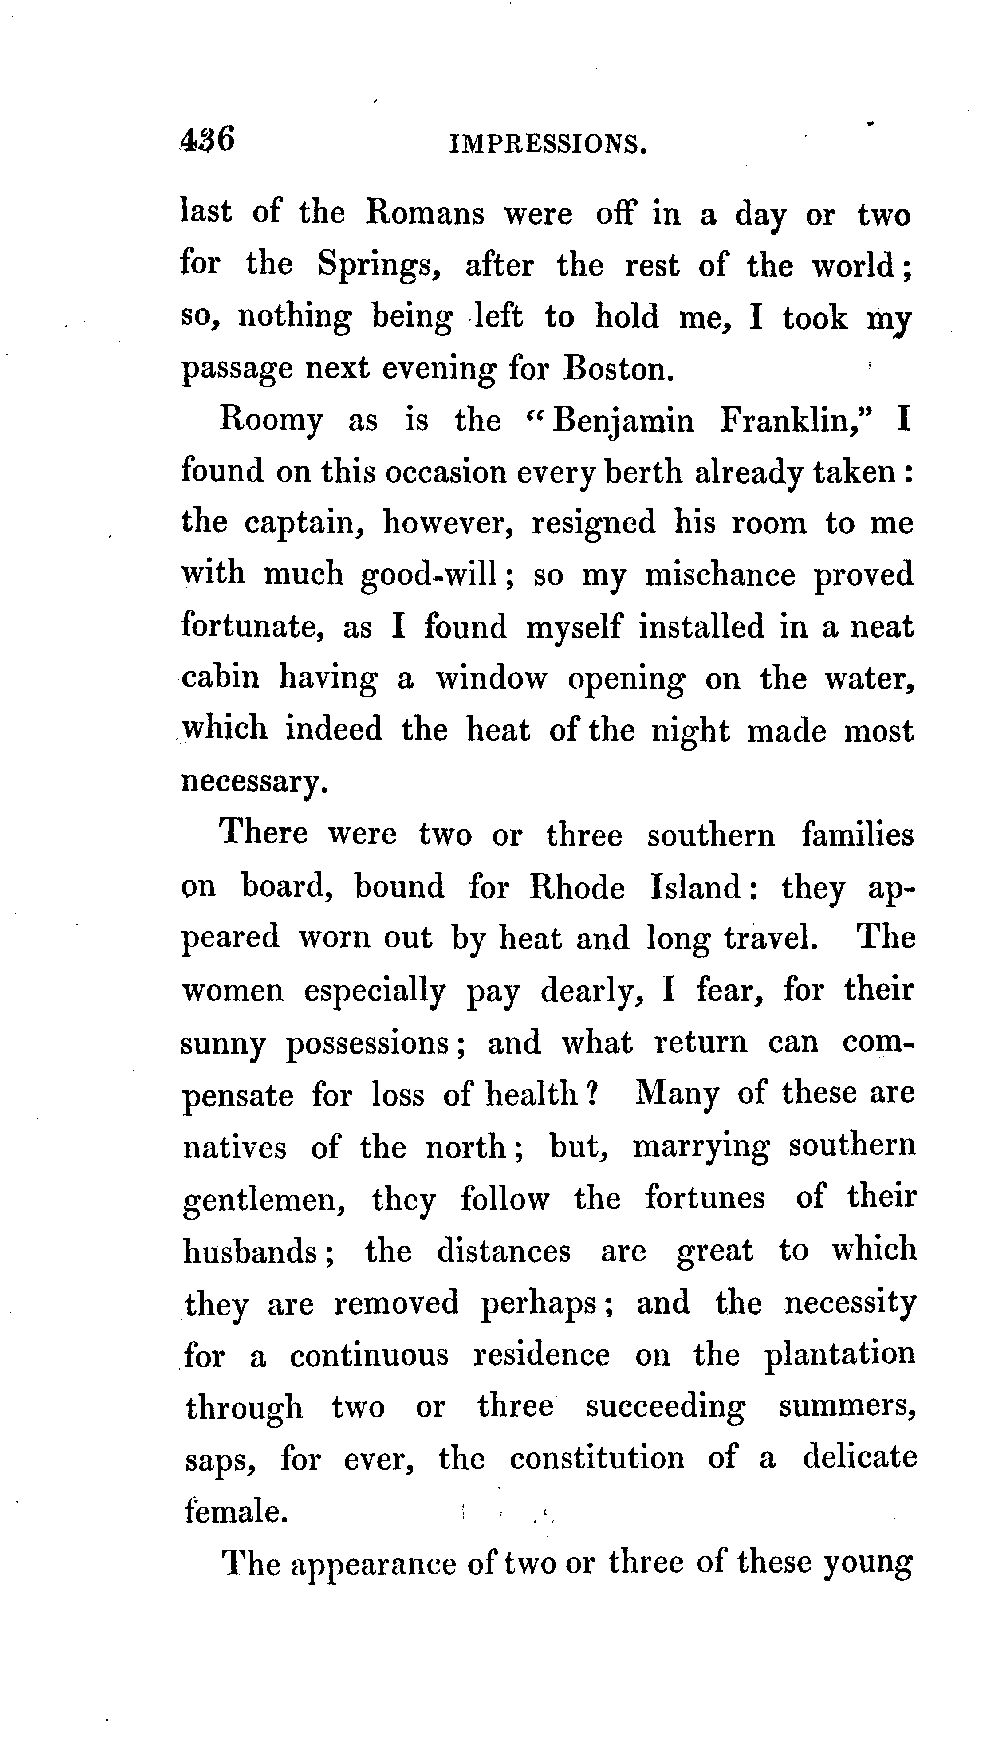 436 IMPRESSIONS.
last of the Romans were off in a day or two
for the Springs, after the rest of the world;
so, nothing being left to hold me, I took my
passage next evening for Boston.
Roomy as is the “Benjamin Franklin,” I
found on this occasion every berth already taken:
the captain, however, resigned his room to me
with much good-will; so my mischance proved
fortunate, as I found myself installed in a neat
cabin having a window opening on the water,
which indeed the heat of the night made most
necessary.
There were two or three southern families
on board, bound for Rhode Island: they ap-
peared worn out by heat and long travel. The
women especially pay dearly, I fear, for their
sunny possessions; and what return can com-
pensate for loss of health? Many of these are
natives of the north; but, marrying southern
gentlemen, they follow the fortunes of their
husbands; the distances are great to which
they are removed perhaps; and the necessity
for a continuous residence on the plantation
through two or three succeeding summers,
saps, for ever, the constitution of a delicate
female.
The appearance of two or three of these young